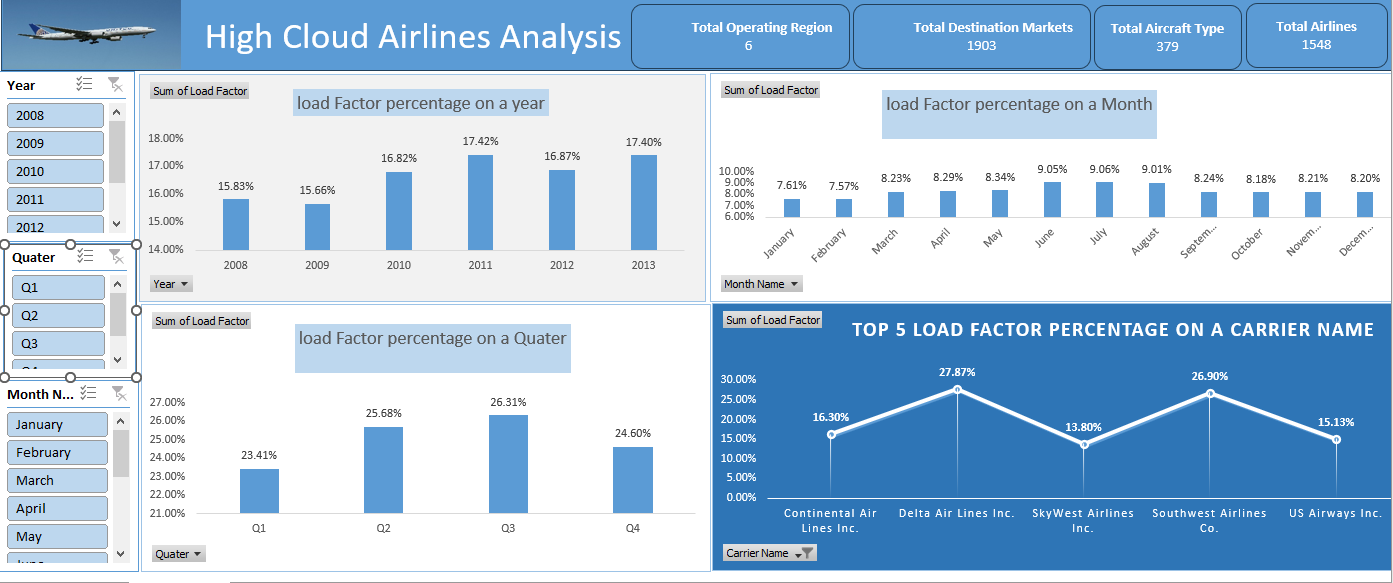 High Cloud Airlines Analysis
Total Operating Region
6
Total Destination Markets
1903
Total Aircraft Type
379
Total Airlines
1548
Year
2008
2009
2010
2011
2012
Quater
Q1
Q2
Q3
Month N...
January
February
March
April
May
Sum of Load Factor
load Factor percentage on a year
18.00%
17.00%
16.00%
15.00%
14.00%
15.83%
15.66%
16.82%
17.42%
16.87%
17.40%
2008
2009
2010
2011
2012
2013
Year
Sum of Load Factor
load Factor percentage on a Month
10.00%
9.00%
8.00%
7.00%
6.00%
7.61%
7.57%
8.23%
8.29%
8.34%
9.05%
9.06%
9.01%
8.24%
8.18%
8.21%
8.20%
January
February
March
April
May
June
July
August
Septem...
October
Novem...
Decem...
Month Name
Sum of Load Factor
load Factor percentage on a Quater
27.00%
26.00%
25.00%
24.00%
23.00%
22.00%
21.00%
23.41%
25.68%
26.31%
24.60%
Q1
Q2
Q3
Q4
Quater
Sum of Load Factor
TOP 5 LOAD FACTOR PERCENTAGE ON A CARRIER NAME
30.00%
25.00%
20.00%
15.00%
10.00%
5.00%
0.00%
16.30%
27.87%
13.80%
26.90%
15.13%
Continental Air
Lines Inc.
Delta Air Lines Inc.
SkyWest Airlines
Inc.
Southwest Airlines
Co.
US Airways Inc.
Carrier Name